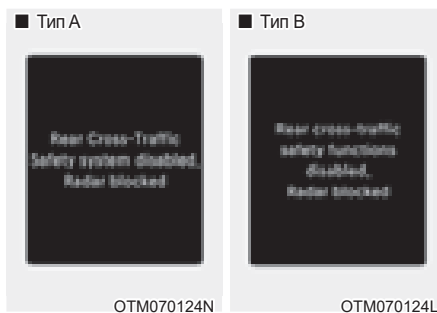 ■ Тип A
■ Тип B
Rear Cross-Traffic
Safety system disabled.
Radar blocked
Rear cross-traffic
safety functions
disabled.
Radar blocked
OTM070124N
OTM070124L